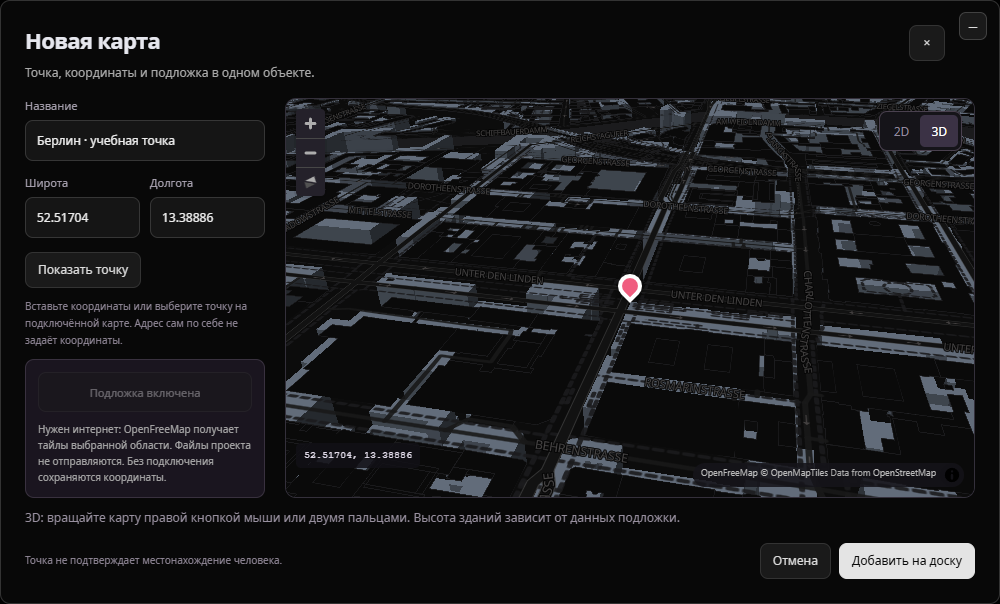 Новая карта
–
×
Точка, координаты и подложка в одном объекте.
Название
Берлин · учебная точка
Широта
Долгота
52.51704
13.38886
Показать точку
Вставьте координаты или выберите точку на
подключённой карте. Адрес сам по себе не
задаёт координаты.
Подложка включена
Нужен интернет: OpenFreeMap получает
тайлы выбранной области. Файлы проекта
не отправляются. Без подключения
сохраняются координаты.
+
−
2D
3D
SCHIFFBAUERDAMM
GEORGENSTRASSE
GEORGENSTRASSE
GEORGENSTRASSE
DOROTHEENSTRASSE
DOROTHEENSTRASSE
MITTELSTRASSE
UNTER DEN LINDEN
UNTER DEN LINDEN
CHARLOTTENSTRASSE
BEHRENSTRASSE
52.51704, 13.38886
OpenFreeMap © OpenMapTiles Data from OpenStreetMap
3D: вращайте карту правой кнопкой мыши или двумя пальцами. Высота зданий зависит от данных подложки.
Точка не подтверждает местонахождение человека.
Отмена
Добавить на доску